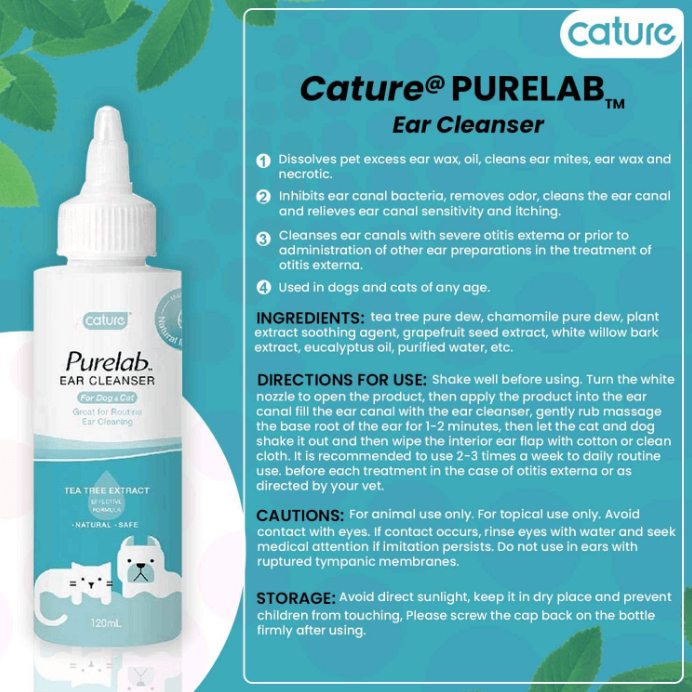 cature
Cature@ PURELAB TM
Ear Cleanser
1 Dissolves pet excess ear wax, oil, cleans ear mites, ear wax and
necrotic.
2 Inhibits ear canal bacteria, removes odor, cleans the ear canal
and relieves ear canal sensitivity and itching.
3 Cleanses ear canals with severe otitis extema or prior to
administration of other ear preparations in the treatment of
otitis externa.
4 Used in dogs and cats of any age.
INGREDIENTS: tea tree pure dew, chamomile pure dew, plant
extract soothing agent, grapefruit seed extract, white willow bark
extract, eucalyptus oil, purified water, etc.
DIRECTIONS FOR USE: Shake well before using. Turn the white
nozzle to open the product, then apply the product into the ear
canal fill the ear canal with the ear cleanser, gently rub massage
the base root of the ear for 1-2 minutes, then let the cat and dog
shake it out and then wipe the interior ear flap with cotton or clean
cloth. It is recommended to use 2-3 times a week to daily routine
use. before each treatment in the case of otitis externa or as
directed by your vet.
CAUTIONS: For animal use only. For topical use only. Avoid
contact with eyes. If contact occurs, rinse eyes with water and seek
medical attention if imitation persists. Do not use in ears with
ruptured tympanic membranes.
STORAGE: Avoid direct sunlight, keep it in dry place and prevent
children from touching, Please screw the cap back on the bottle
firmly after using.
cature
Natural
Purelab™
EAR CLEANSER
For Dog & Cat
Great for Routine
Ear Cleaning
TEA TREE EXTRACT
EFFECTIVE
FORMULA
·NATURAL ·SAFE
120mL